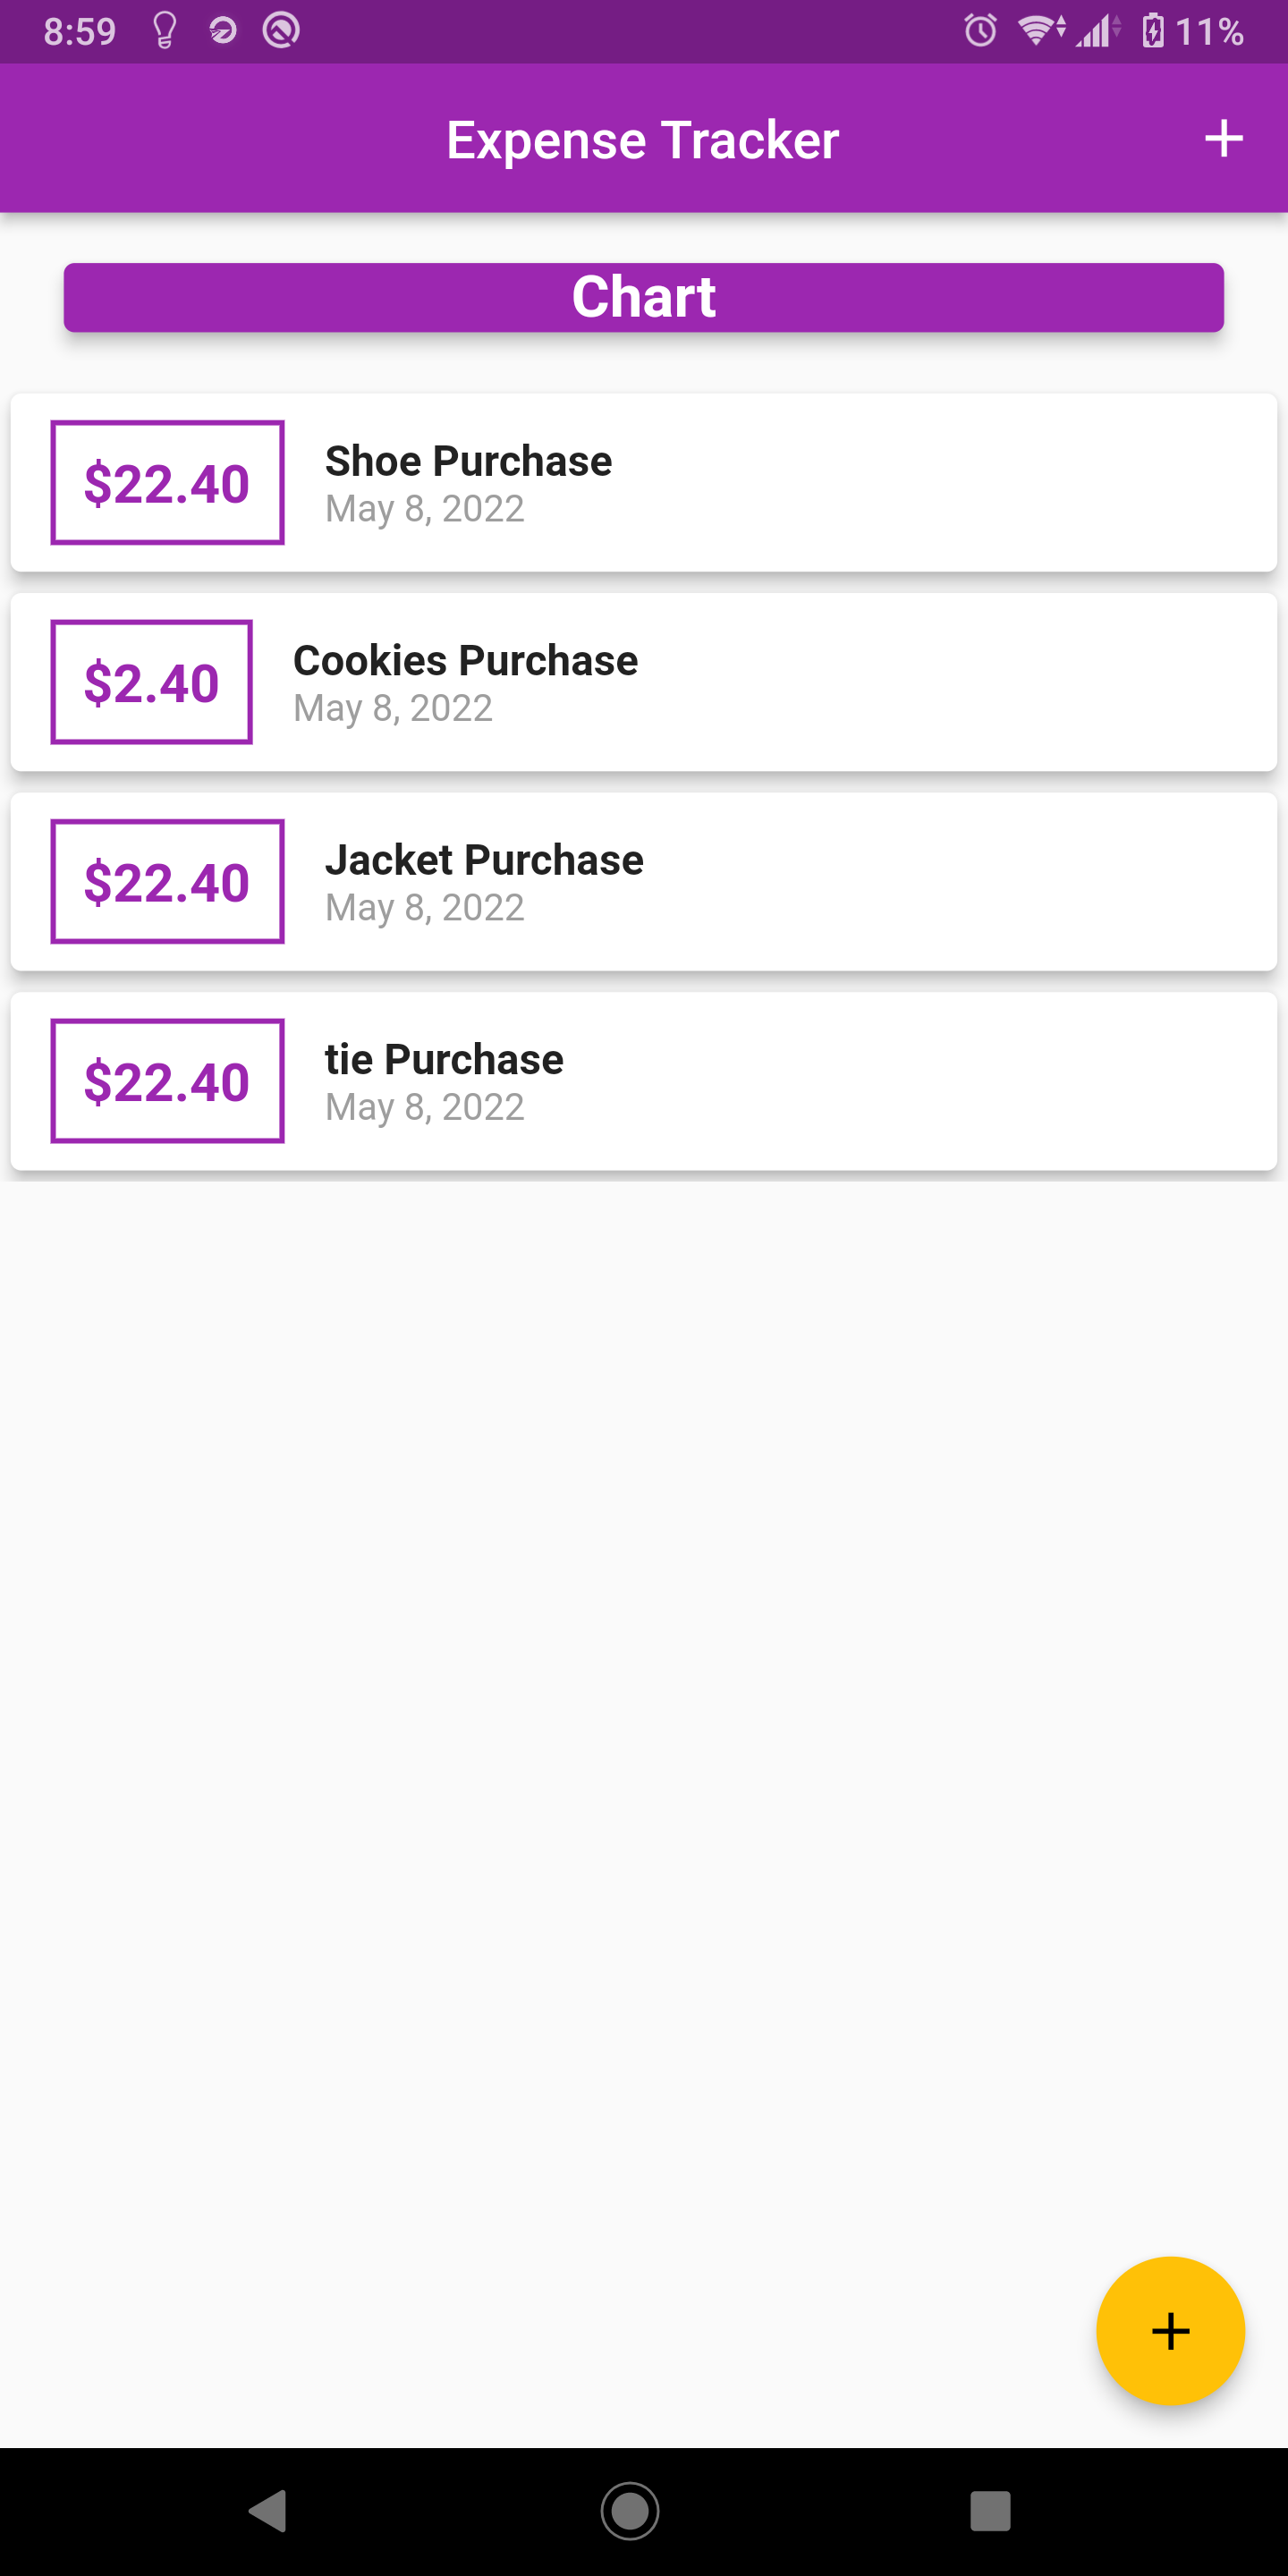 8:59 11%
Expense Tracker +
Chart
$22.40
Shoe Purchase
May 8, 2022
$2.40
Cookies Purchase
May 8, 2022
$22.40
Jacket Purchase
May 8, 2022
$22.40
tie Purchase
May 8, 2022
+